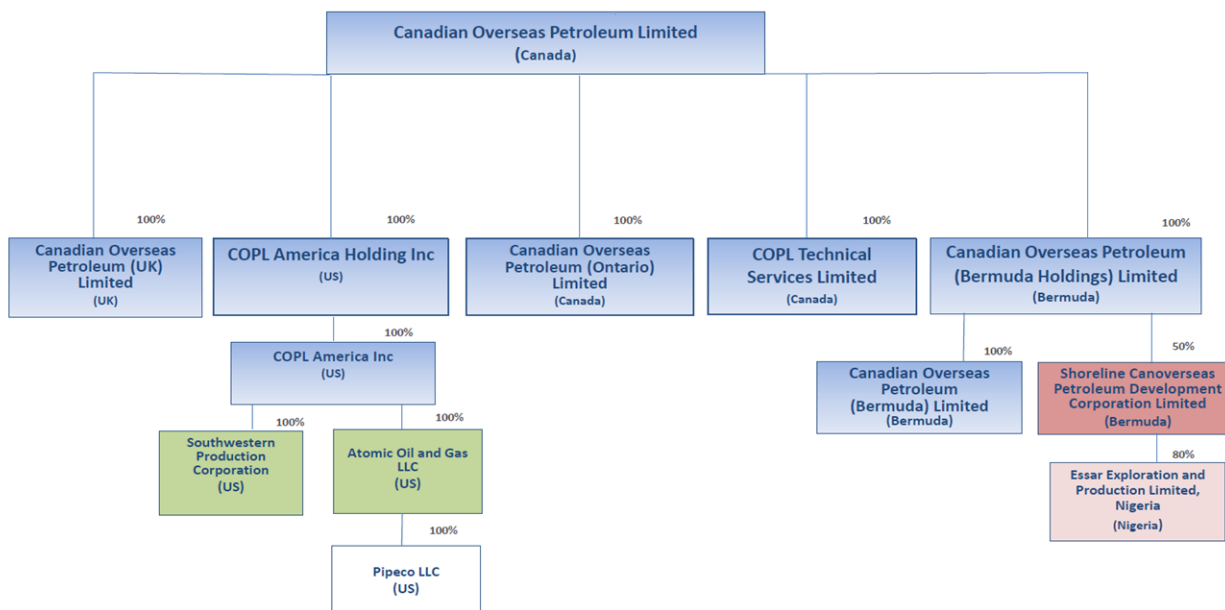 Canadian Overseas Petroleum Limited
(Canada)
100%
100%
100%
100%
100%
Canadian Overseas
Petroleum (UK)
Limited
(UK)
COPL America Holding Inc
(US)
Canadian Overseas
Petroleum (Ontario)
Limited
(Canada)
COPL Technical
Services Limited
(Canada)
Canadian Overseas Petroleum
(Bermuda Holdings) Limited
(Bermuda)
100%
COPL America Inc
(US)
100%
Canadian Overseas
Petroleum
(Bermuda) Limited
(Bermuda)
50%
Shoreline Canoverseas
Petroleum Development
Corporation Limited
(Bermuda)
100%
Southwestern
Production
Corporation
(US)
100%
Atomic Oil and Gas
LLC
(US)
80%
Essar Exploration and
Production Limited,
Nigeria
(Nigeria)
100%
Pipeco LLC
(US)